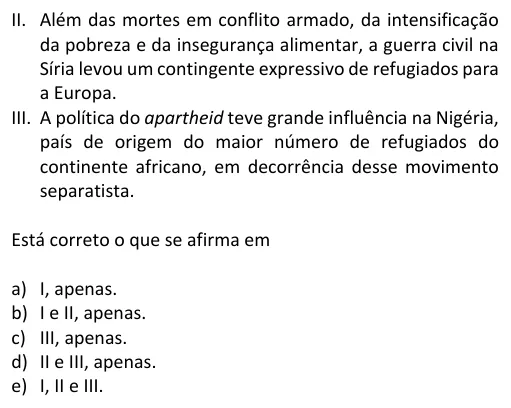 II. Além das mortes em conflito armado, da intensificação
da pobreza e da insegurança alimentar, a guerra civil na
Síria levou um contingente expressivo de refugiados para
a Europa.
III. A política do apartheid teve grande influência na Nigéria,
país de origem do maior número de refugiados do
continente africano, em decorrência desse movimento
separatista.
Está correto o que se afirma em
a) I, apenas.
b) I e II, apenas.
c) III, apenas.
d) II e III, apenas.
e) I, II e III.